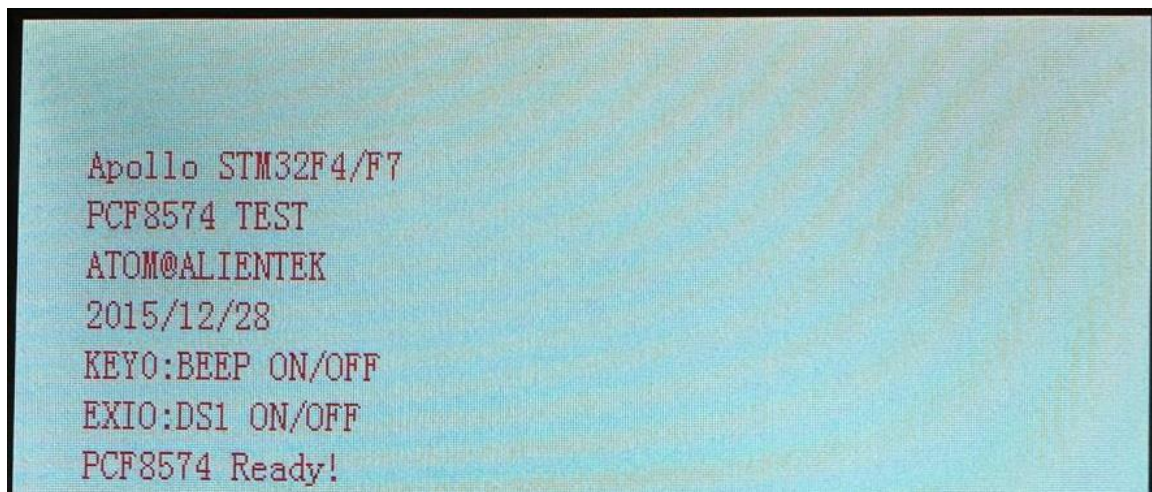 Apollo STM32F4/F7
PCF8574 TEST
ATOM@ALIENTEK
2015/12/28
KEY0:BEEP ON/OFF
EXIO:DS1 ON/OFF
PCF8574 Ready!